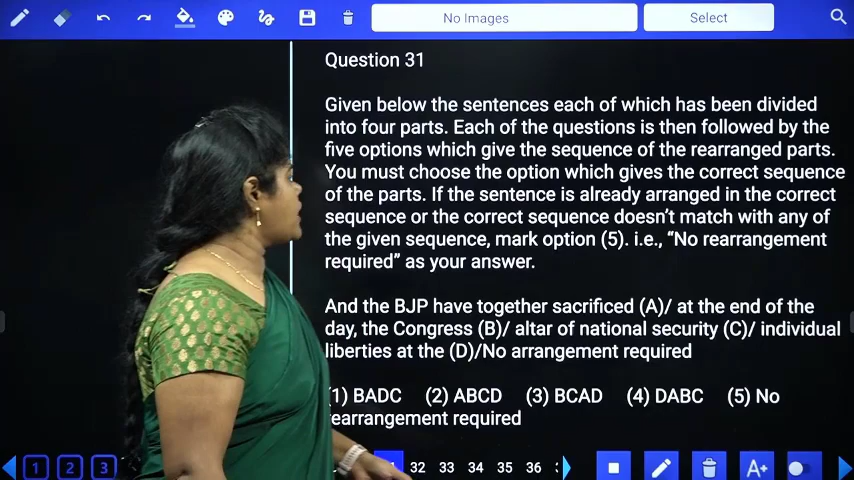 No Images
Select
Question 31
Given below the sentences each of which has been divided
into four parts. Each of the questions is then followed by the
five options which give the sequence of the rearranged parts.
You must choose the option which gives the correct sequence
of the parts. If the sentence is already arranged in the correct
sequence or the correct sequence doesn't match with any of
the given sequence, mark option (5). i.e., “No rearrangement
required” as your answer.
And the BJP have together sacrificed (A)/ at the end of the
day, the Congress (B)/ altar of national security (C)/ individual
liberties at the (D)/No arrangement required
(1) BADC (2) ABCD (3) BCAD (4) DABC (5) No
rearrangement required
1 2 3 32 33 34 35 36 A+